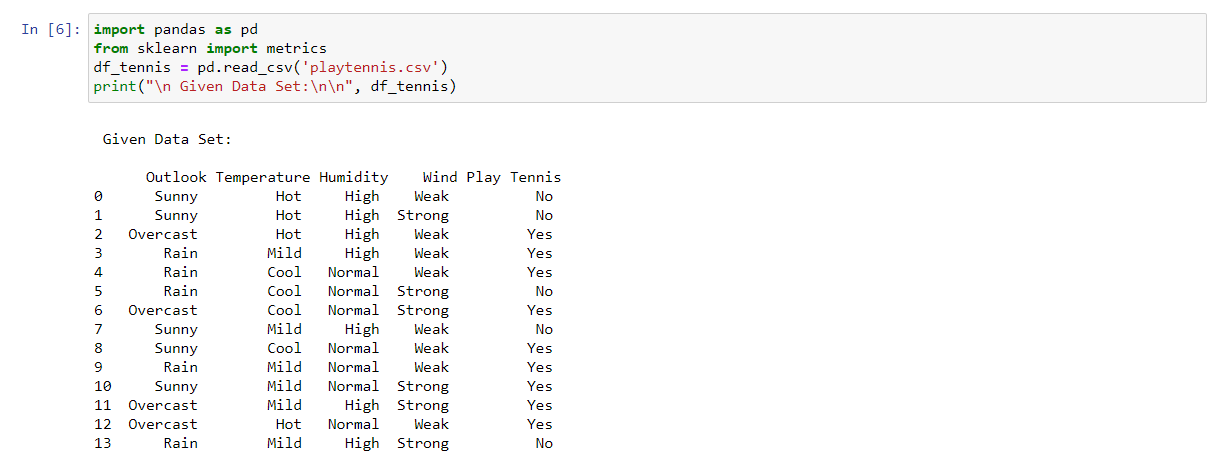 In [6]: import pandas as pd
from sklearn import metrics
df_tennis = pd.read_csv('playtennis.csv')
print("\n Given Data Set:\n\n", df_tennis)
Given Data Set:
Outlook Temperature Humidity Wind Play Tennis
0 Sunny Hot High Weak No
1 Sunny Hot High Strong No
2 Overcast Hot High Weak Yes
3 Rain Mild High Weak Yes
4 Rain Cool Normal Weak Yes
5 Rain Cool Normal Strong No
6 Overcast Cool Normal Strong Yes
7 Sunny Mild High Weak No
8 Sunny Cool Normal Weak Yes
9 Rain Mild Normal Weak Yes
10 Sunny Mild Normal Strong Yes
11 Overcast Mild High Strong Yes
12 Overcast Hot Normal Weak Yes
13 Rain Mild High Strong No